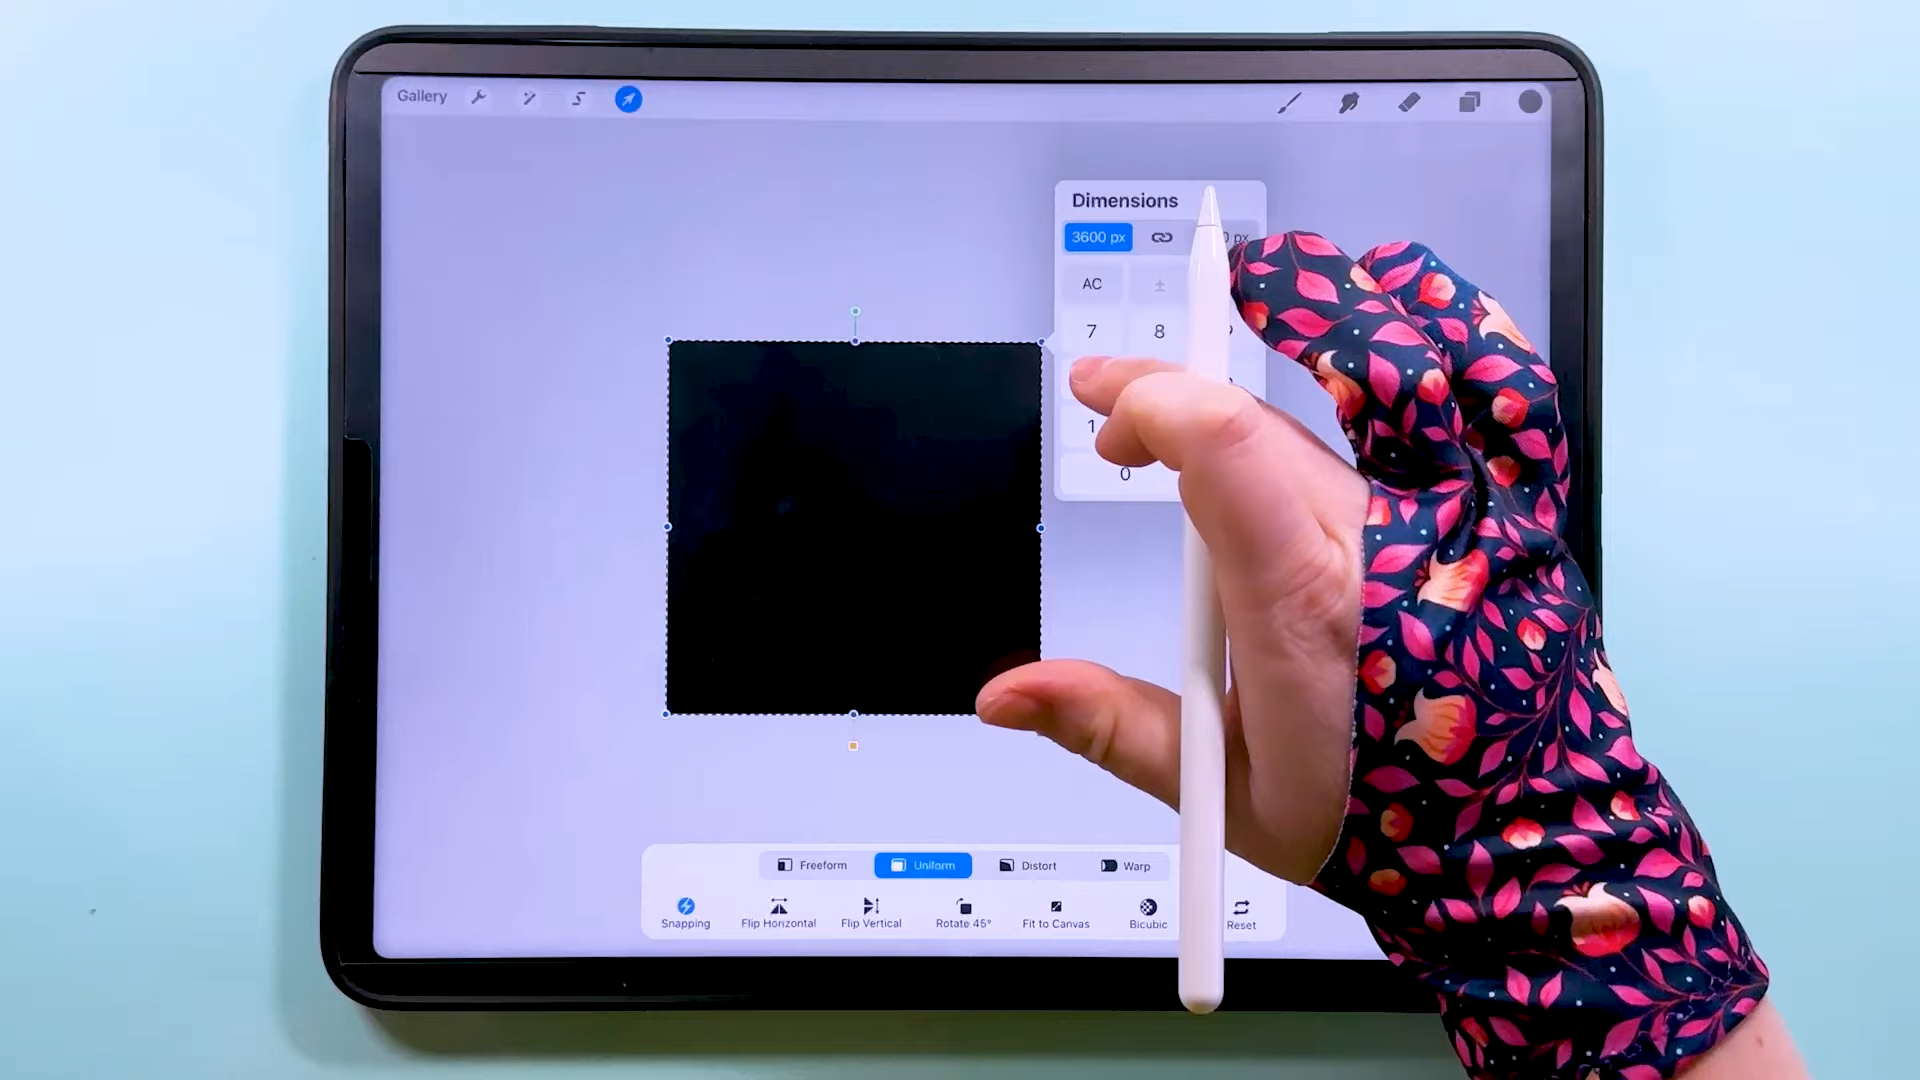 Gallery
Dimensions
3600 px
px
AC ±
7 8
1
0
Freeform Uniform Distort Warp
Snapping Flip Horizontal Flip Vertical Rotate 45° Fit to Canvas Bicubic Reset